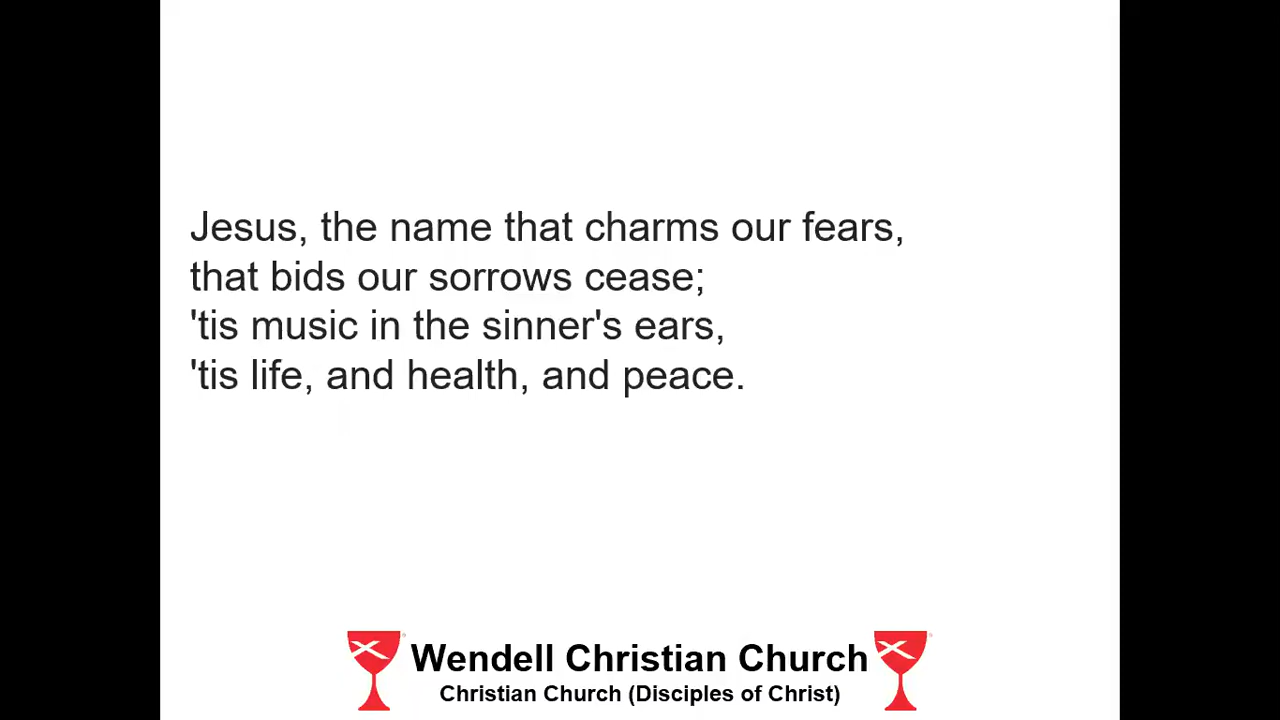 Jesus, the name that charms our fears,
that bids our sorrows cease;
'tis music in the sinner's ears,
'tis life, and health, and peace.
Wendell Christian Church
Christian Church (Disciples of Christ)